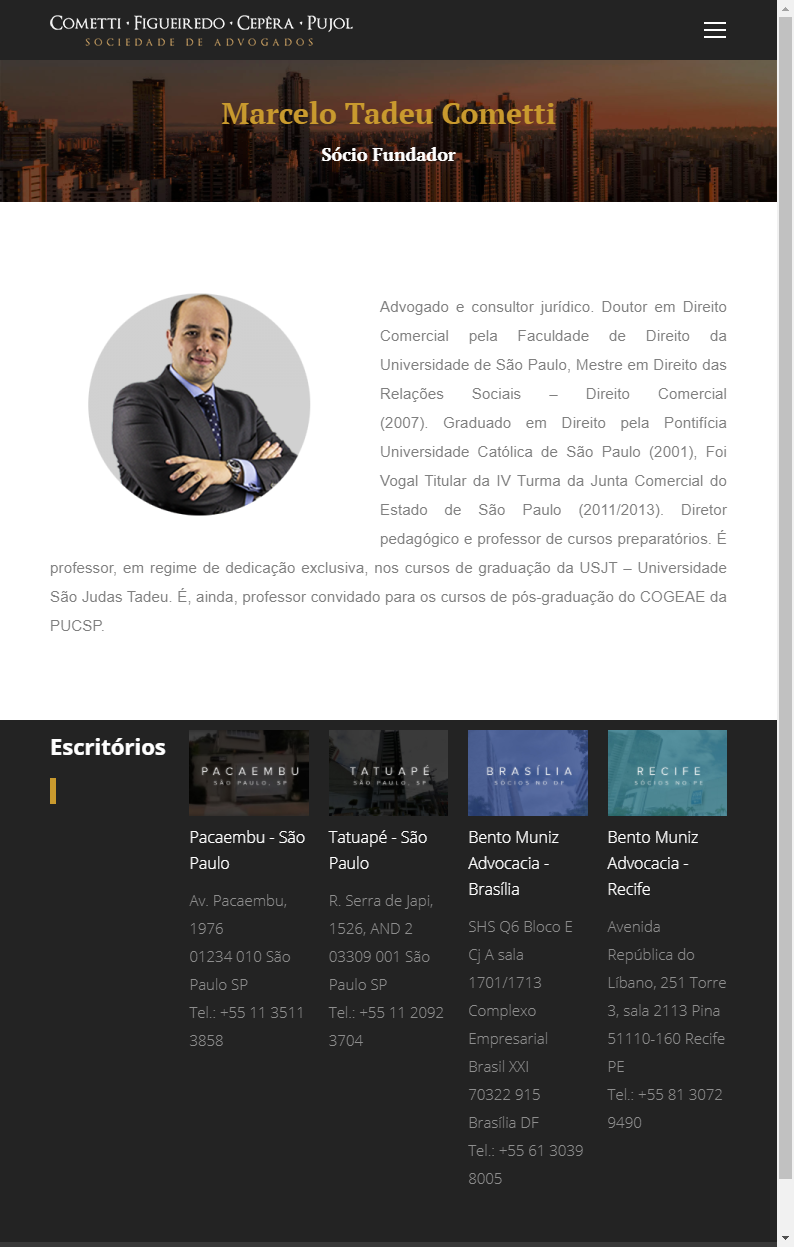 COMETTI · FIGUEIREDO · CEPÊRA · PUJOL
SOCIEDADE DE ADVOGADOS
Marcelo Tadeu Cometti
Sócio Fundador
Advogado e consultor jurídico. Doutor em Direito
Comercial pela Faculdade de Direito da
Universidade de São Paulo, Mestre em Direito das
Relações Sociais – Direito Comercial
(2007). Graduado em Direito pela Pontifícia
Universidade Católica de São Paulo (2001), Foi
Vogal Titular da IV Turma da Junta Comercial do
Estado de São Paulo (2011/2013). Diretor
pedagógico e professor de cursos preparatórios. É
professor, em regime de dedicação exclusiva, nos cursos de graduação da USJT – Universidade
São Judas Tadeu. É, ainda, professor convidado para os cursos de pós-graduação do COGEAE da
PUCSP.
Escritórios
PACAEMBU
SÃO PAULO, SP
Pacaembu - São
Paulo
Av. Pacaembu,
1976
01234 010 São
Paulo SP
Tel.: +55 11 3511
3858
TATUAPÉ
SÃO PAULO, SP
Tatuapé - São
Paulo
R. Serra de Japi,
1526, AND 2
03309 001 São
Paulo SP
Tel.: +55 11 2092
3704
BRASÍLIA
SÓCIOS NO DF
Bento Muniz
Advocacia -
Brasília
SHS Q6 Bloco E
Cj A sala
1701/1713
Complexo
Empresarial
Brasil XXI
70322 915
Brasília DF
Tel.: +55 61 3039
8005
RECIFE
SÓCIOS NO PE
Bento Muniz
Advocacia -
Recife
Avenida
República do
Líbano, 251 Torre
3, sala 2113 Pina
51110-160 Recife
PE
Tel.: +55 81 3072
9490